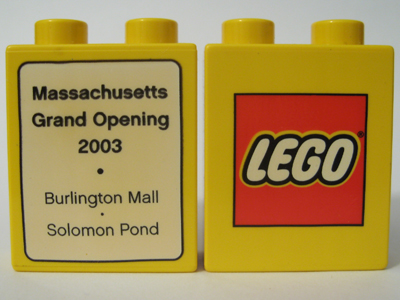 Massachusetts
Grand Opening
2003
•
Burlington Mall
•
Solomon Pond
LEGO®